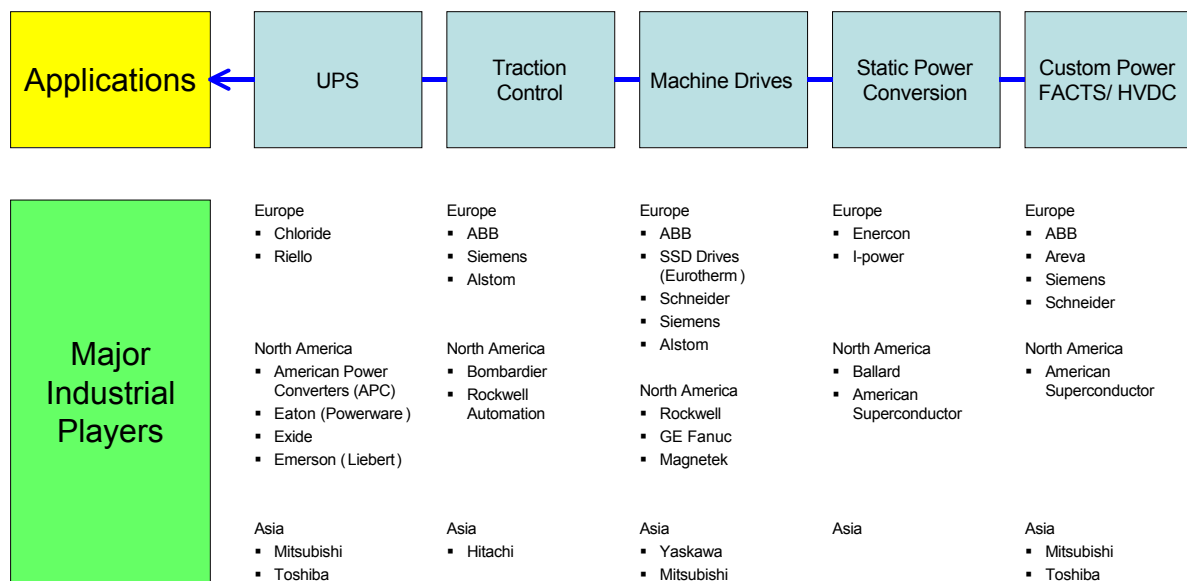 Applications
UPS
Traction
Control
Machine Drives
Static Power
Conversion
Custom Power
FACTS/ HVDC
Major
Industrial
Players
Europe
▪ Chloride
▪ Riello
North America
▪ American Power
Converters (APC)
▪ Eaton (Powerware )
▪ Exide
▪ Emerson ( Liebert )
Asia
▪ Mitsubishi
▪ Toshiba
Europe
▪ ABB
▪ Siemens
▪ Alstom
North America
▪ Bombardier
▪ Rockwell
Automation
Asia
▪ Hitachi
Europe
▪ ABB
▪ SSD Drives
(Eurotherm )
▪ Schneider
▪ Siemens
▪ Alstom
North America
▪ Rockwell
▪ GE Fanuc
▪ Magnetek
Asia
▪ Yaskawa
▪ Mitsubishi
Europe
▪ Enercon
▪ I-power
North America
▪ Ballard
▪ American
Superconductor
Asia
Europe
▪ ABB
▪ Areva
▪ Siemens
▪ Schneider
North America
▪ American
Superconductor
Asia
▪ Mitsubishi
▪ Toshiba